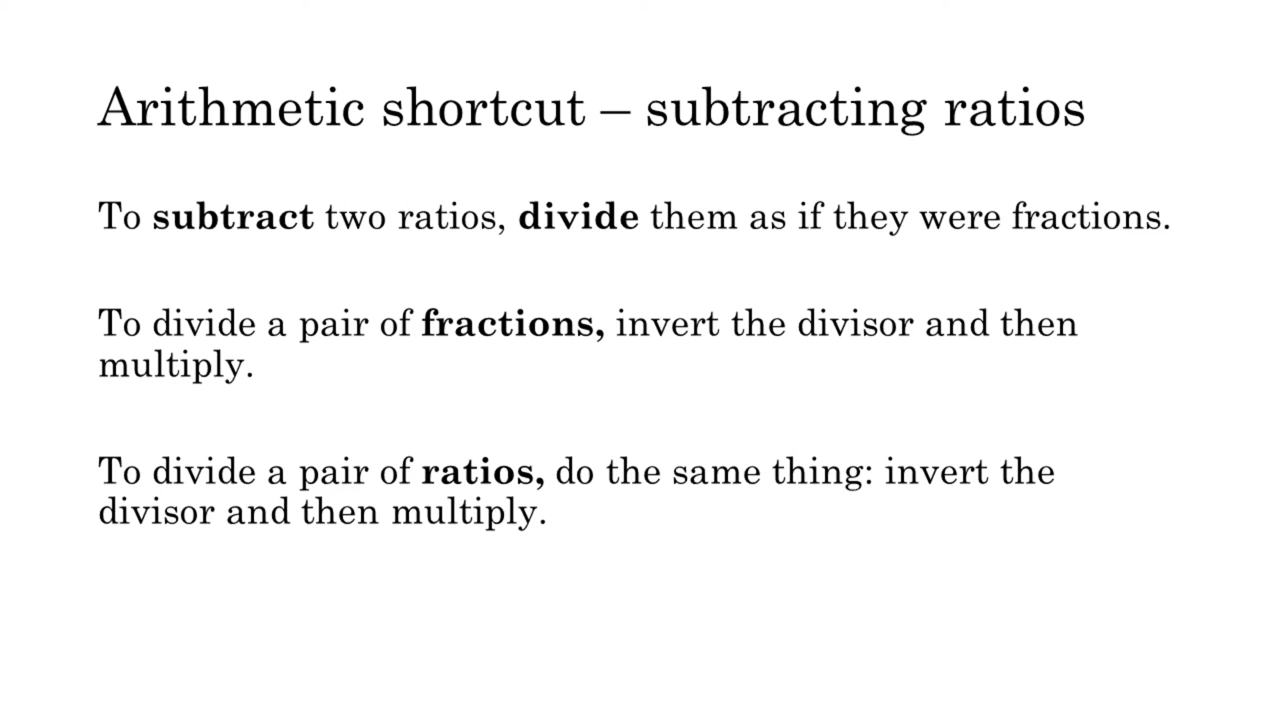 Arithmetic shortcut – subtracting ratios
To subtract two ratios, divide them as if they were fractions.
To divide a pair of fractions, invert the divisor and then
multiply.
To divide a pair of ratios, do the same thing: invert the
divisor and then multiply.